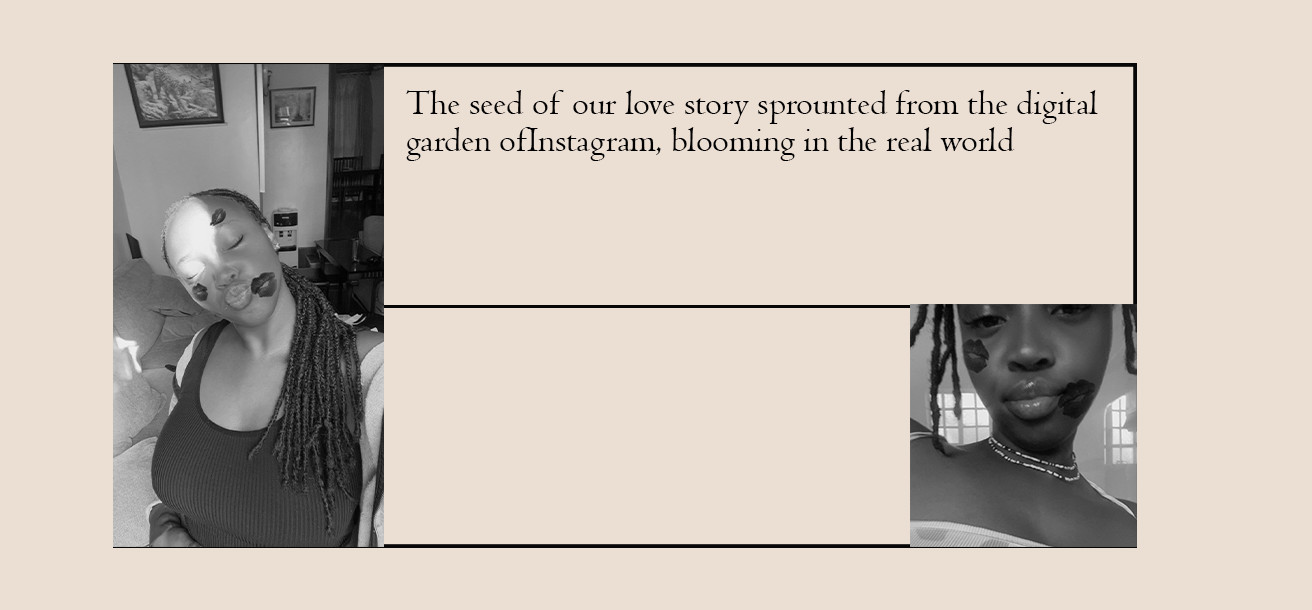 The seed of our love story sprounted from the digital
garden ofInstagram, blooming in the real world